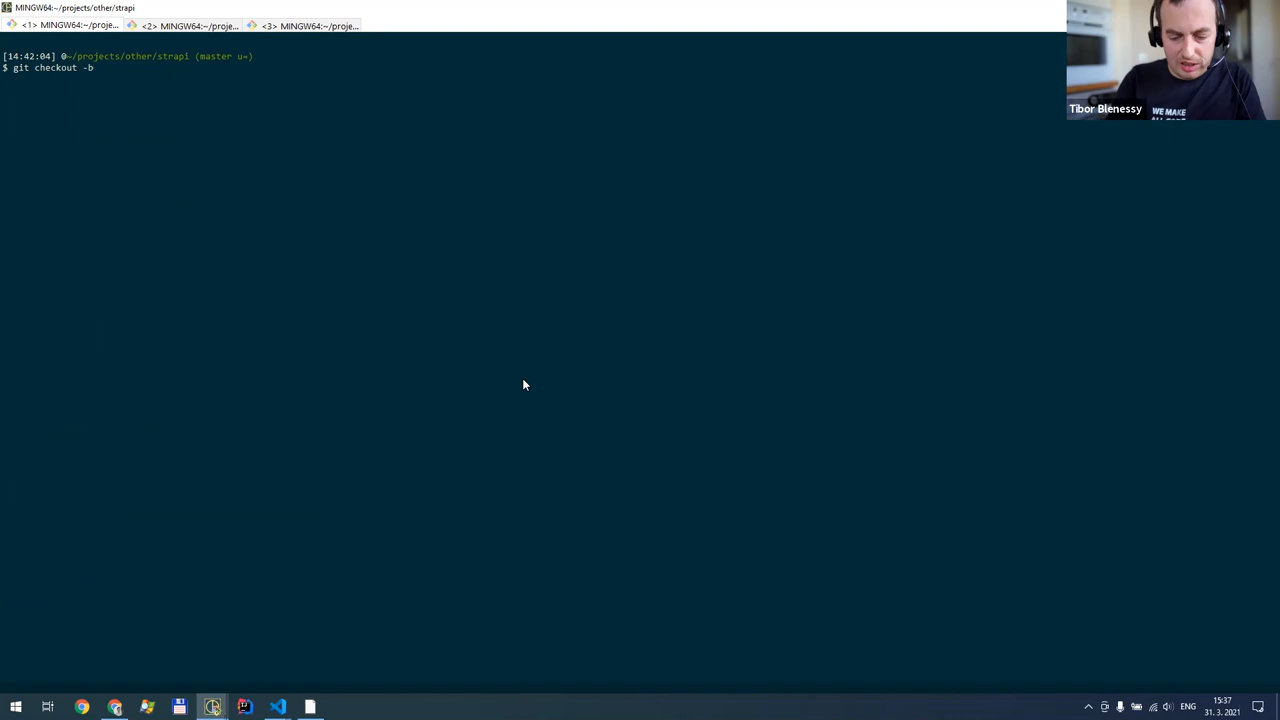 MINGW64:~/projects/other/strapi
<1> MINGW64:~/proje...
<2> MINGW64:~/proje...
<3> MINGW64:~/proje...
[14:42:04] 0~/projects/other/strapi (master u=)
$ git checkout -b
Tibor Blenessy
WE MAKE
ENG
15:37
31. 3. 2021